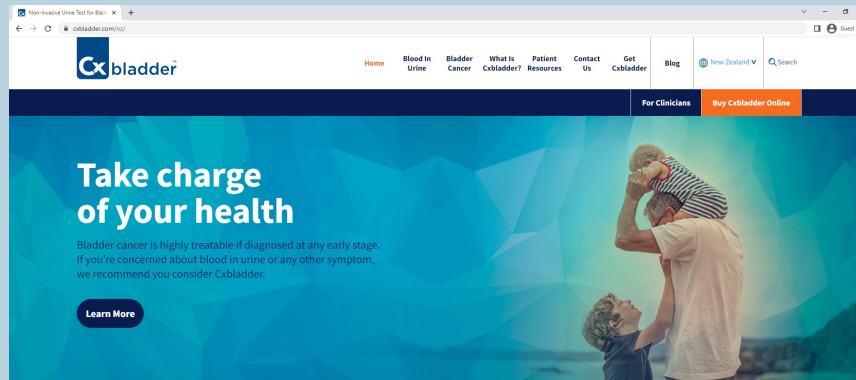 Non-Invasive Urine Test for Bladd
cxbladder.com/nz/
Guest
Cxbladder™
Home
Blood In
Urine
Bladder
Cancer
What Is
Cxbladder?
Patient
Resources
Contact
Us
Get
Cxbladder
Blog
New Zealand
Search
For Clinicians
Buy Cxbladder Online
Take charge
of your health
Bladder cancer is highly treatable if diagnosed at any early stage.
If you're concerned about blood in urine or any other symptom,
we recommend you consider Cxbladder.
Learn More